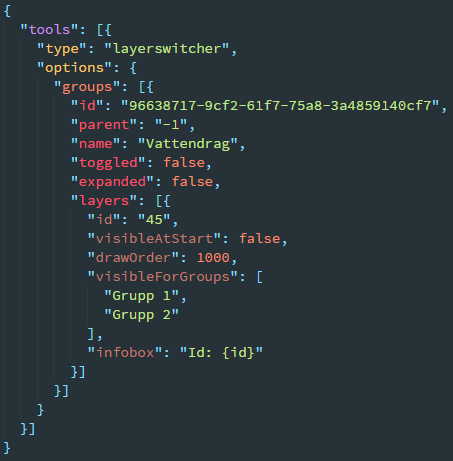 {
  "tools": [{
    "type": "layerswitcher",
    "options": {
      "groups": [{
        "id": "96638717-9cf2-61f7-75a8-3a4859140cf7",
        "parent": "-1",
        "name": "Vattendrag",
        "toggled": false,
        "expanded": false,
        "layers": [{
          "id": "45",
          "visibleAtStart": false,
          "drawOrder": 1000,
          "visibleForGroups": [
            "Grupp 1",
            "Grupp 2"
          ],
          "infobox": "Id: {id}"
        }]
      }]
    }
  }]
}